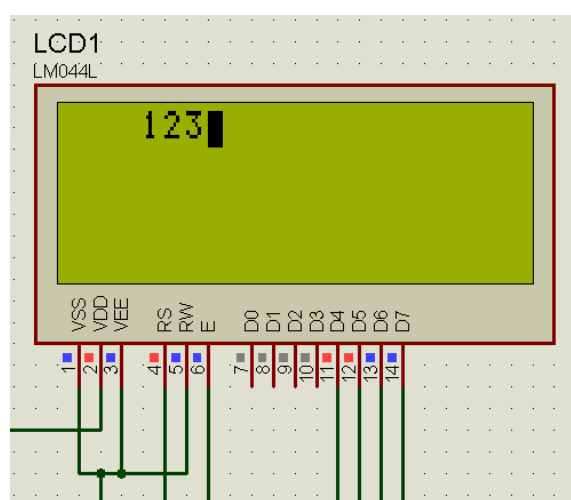 LCD1
LM044L
123
VSS VDD VEE RS RW E D0 D1 D2 D3 D4 D5 D6 D7
1 2 3 4 5 6 7 8 9 10 11 12 13 14